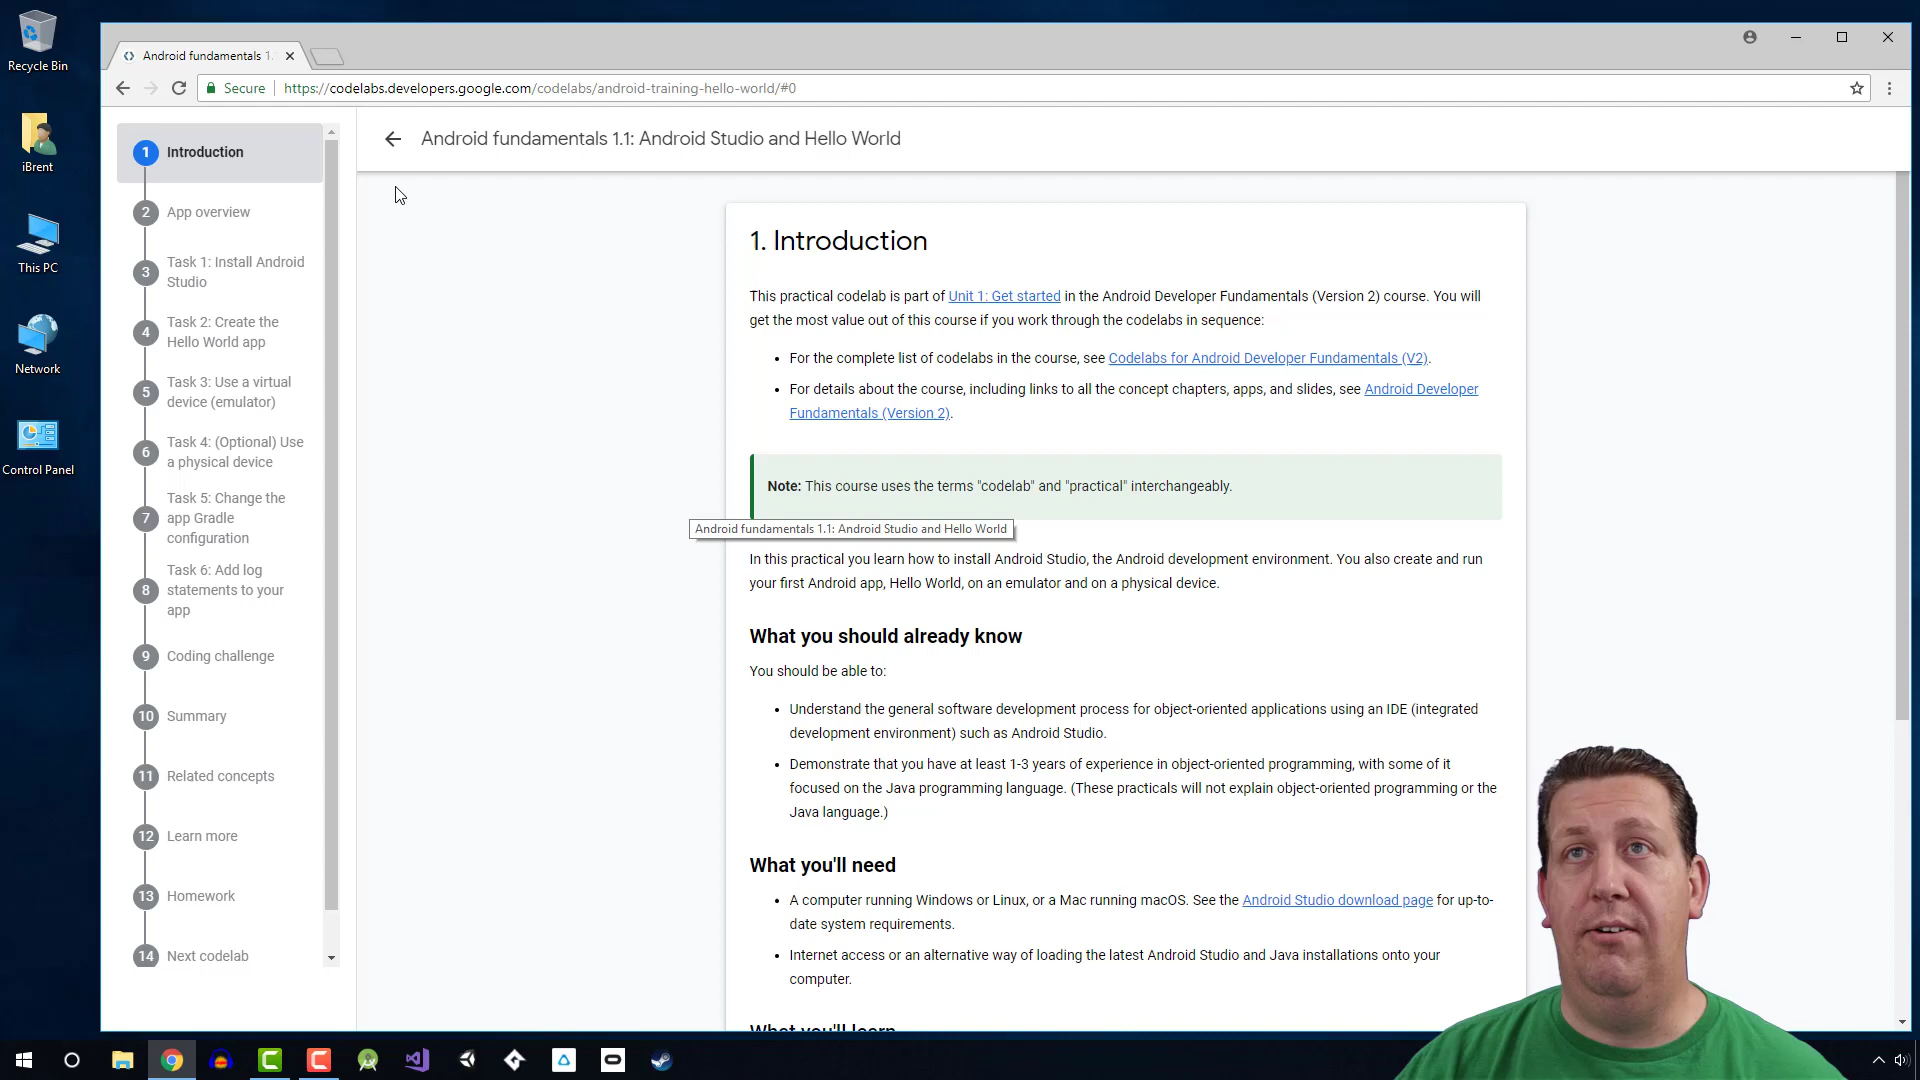 Recycle Bin
iBrent
This PC
Network
Control Panel
Android fundamentals 1.
Secure
https://codelabs.developers.google.com/codelabs/android-training-hello-world/#0
1 Introduction
2 App overview
3 Task 1: Install Android
Studio
4 Task 2: Create the
Hello World app
5 Task 3: Use a virtual
device (emulator)
6 Task 4: (Optional) Use
a physical device
7 Task 5: Change the
app Gradle
configuration
8 Task 6: Add log
statements to your
app
9 Coding challenge
10 Summary
11 Related concepts
12 Learn more
13 Homework
14 Next codelab
Android fundamentals 1.1: Android Studio and Hello World
1. Introduction
This practical codelab is part of Unit 1: Get started in the Android Developer Fundamentals (Version 2) course. You will
get the most value out of this course if you work through the codelabs in sequence:
• For the complete list of codelabs in the course, see Codelabs for Android Developer Fundamentals (V2).
• For details about the course, including links to all the concept chapters, apps, and slides, see Android Developer
Fundamentals (Version 2).
Note: This course uses the terms "codelab" and "practical" interchangeably.
Android fundamentals 1.1: Android Studio and Hello World
In this practical you learn how to install Android Studio, the Android development environment. You also create and run
your first Android app, Hello World, on an emulator and on a physical device.
What you should already know
You should be able to:
• Understand the general software development process for object-oriented applications using an IDE (integrated
development environment) such as Android Studio.
• Demonstrate that you have at least 1-3 years of experience in object-oriented programming, with some of it
focused on the Java programming language. (These practicals will not explain object-oriented programming or the
Java language.)
What you'll need
• A computer running Windows or Linux, or a Mac running macOS. See the Android Studio download page for up-to-
date system requirements.
• Internet access or an alternative way of loading the latest Android Studio and Java installations onto your
computer.
What you'll learn